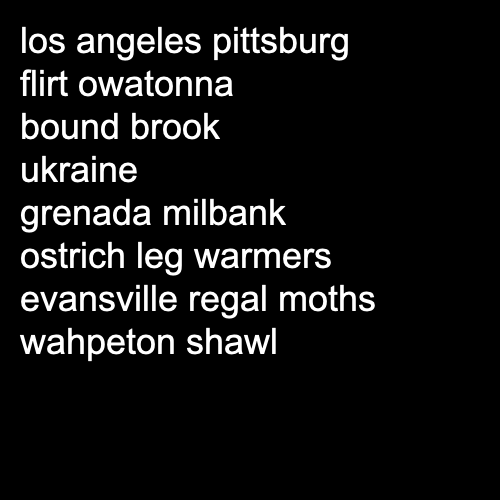 los angeles pittsburg
flirt owatonna
bound brook
ukraine
grenada milbank
ostrich leg warmers
evansville regal moths
wahpeton shawl